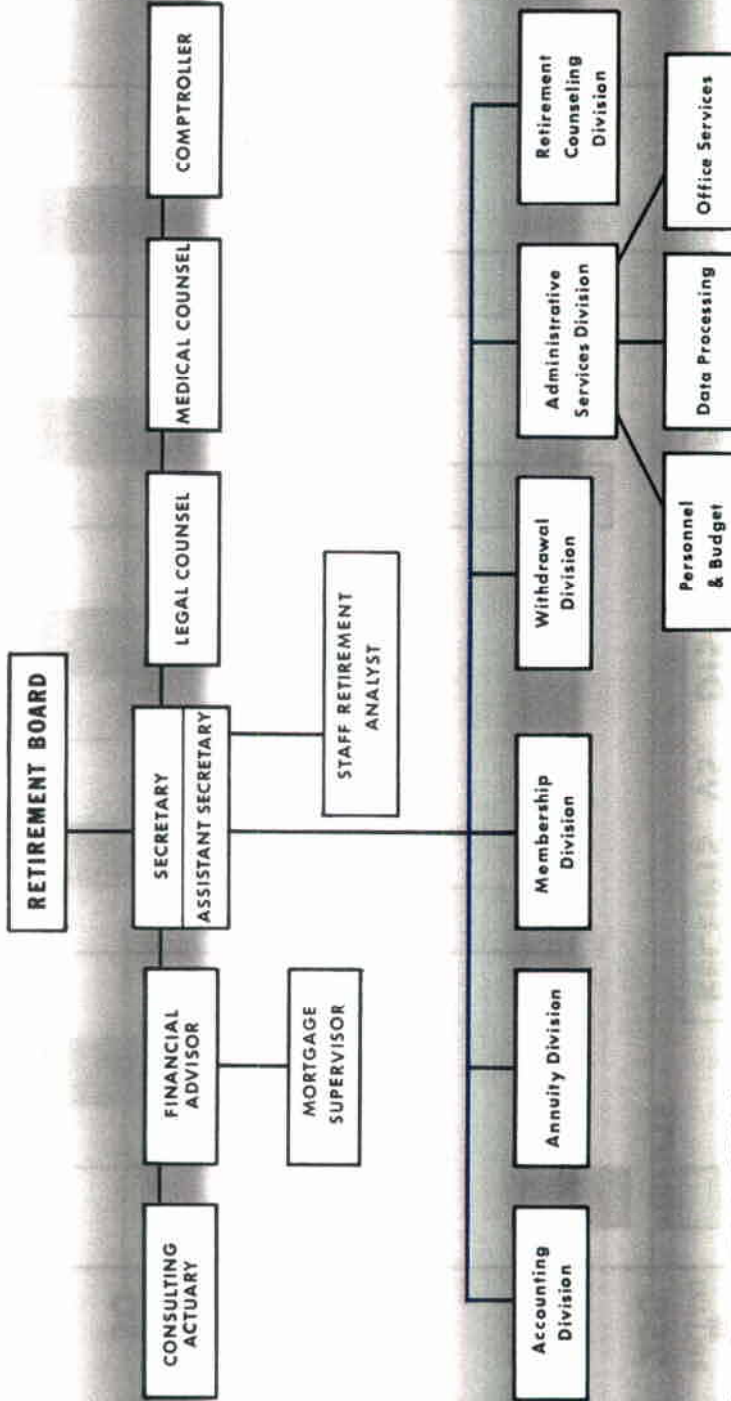 RETIREMENT BOARD
CONSULTING
ACTUARY
FINANCIAL
ADVISOR
SECRETARY
ASSISTANT SECRETARY
LEGAL COUNSEL
MEDICAL COUNSEL
COMPTROLLER
MORTGAGE
SUPERVISOR
STAFF RETIREMENT
ANALYST
Accounting
Division
Annuity Division
Membership
Division
Withdrawal
Division
Administrative
Services Division
Retirement
Counseling
Division
Personnel
& Budget
Data Processing
Office Services